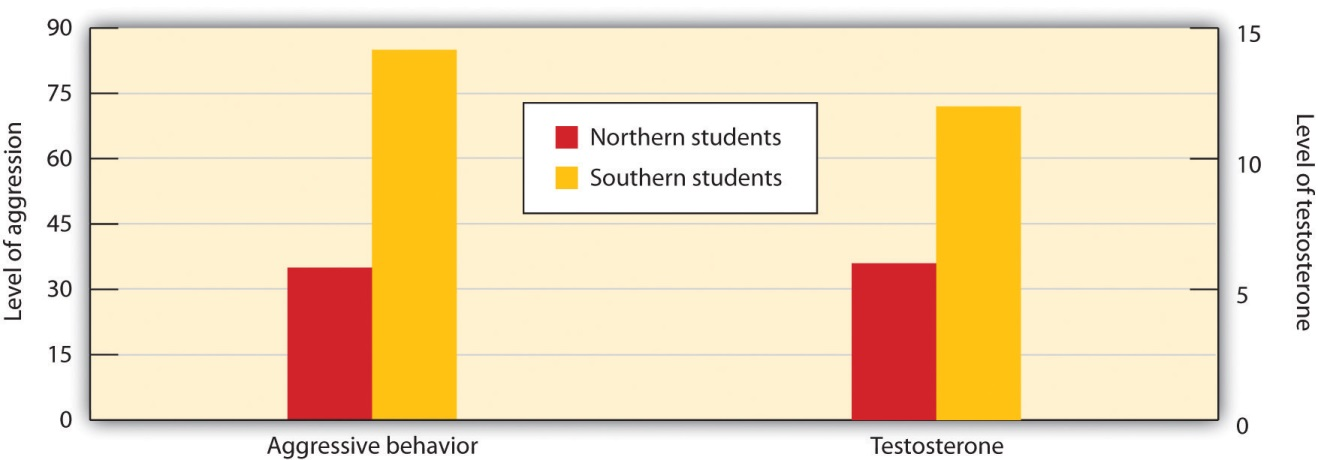 90
75
60
45
30
15
0
Level of aggression
Northern students
Southern students
15
10
5
0
Level of testosterone
Aggressive behavior
Testosterone